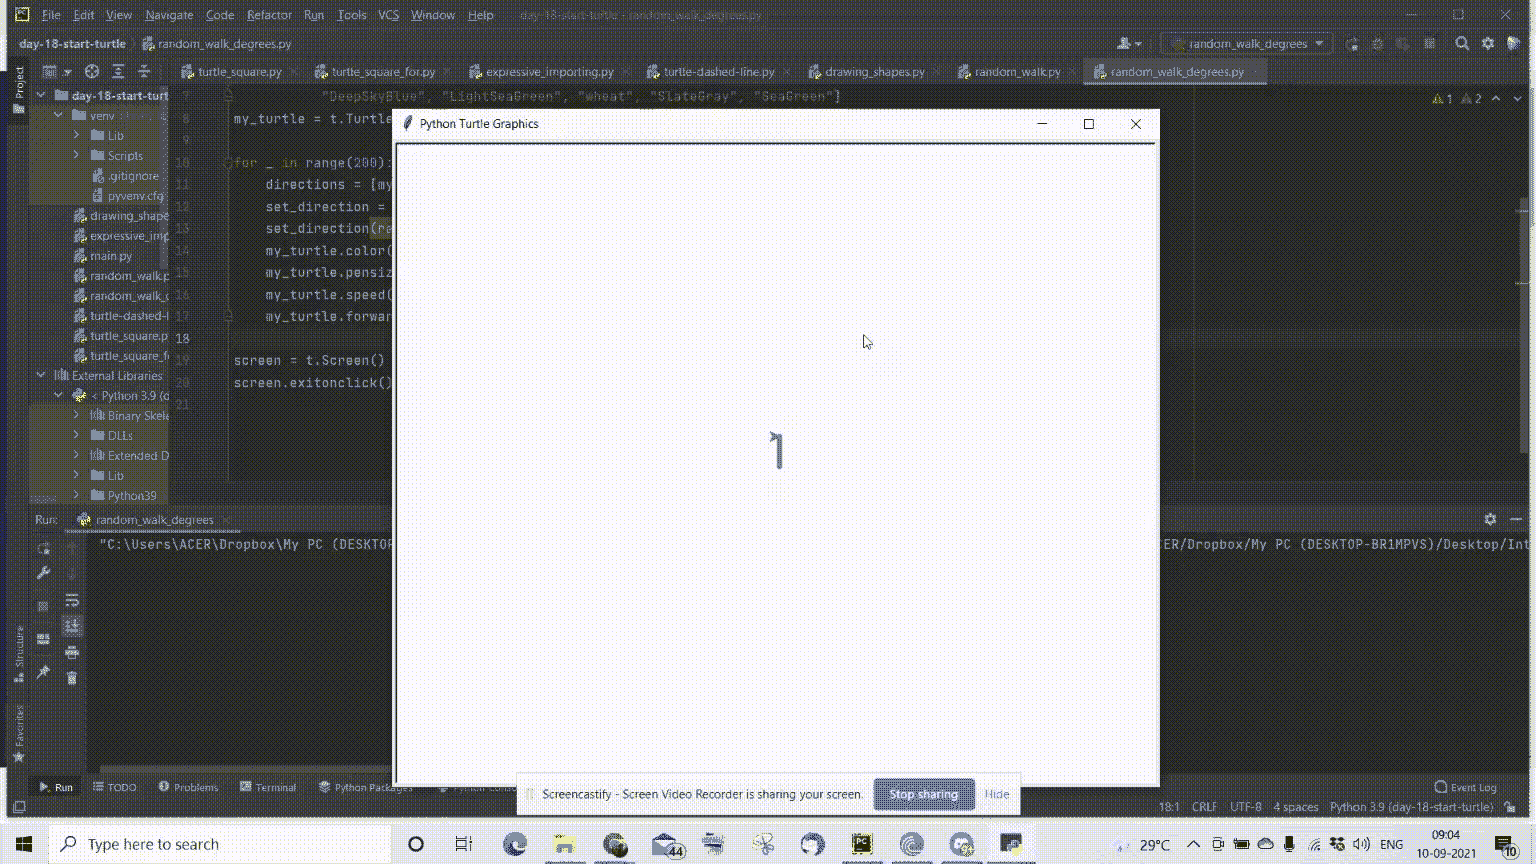 File Edit View Navigate Code Refactor Run Tools VCS Window Help day-18-start-turtle - random_walk_degrees.py
day-18-start-turtle random_walk_degrees.py random_walk_degrees
Project
turtle_square.py turtle_square_for.py expressive_importing.py turtle-dashed-line.py drawing_shapes.py random_walk.py random_walk_degrees.py
day-18-start-turt
venv
Lib
Scripts
.gitignore
pyvenv.cfg
drawing_shape
expressive_imp
main.py
random_walk.p
random_walk_d
turtle-dashed-l
turtle_square.p
turtle_square_fo
External Libraries
< Python 3.9 (d
Binary Skele
DLLs
Extended D
Lib
Python39
7 "DeepSkyBlue", "LightSeaGreen", "wheat", "SlateGray", "SeaGreen"]
8 my_turtle = t.Turtle
9
10 for _ in range(200):
11 directions = [my
12 set_direction =
13 set_direction(ra
14 my_turtle.color(
15 my_turtle.pensiz
16 my_turtle.speed(
17 my_turtle.forwar
18
19 screen = t.Screen()
20 screen.exitonclick()
21
1 2
Python Turtle Graphics
Run: random_walk_degrees
"C:\Users\ACER\Dropbox\My PC (DESKTOP
ER/Dropbox/My PC (DESKTOP-BR1MPVS)/Desktop/Int
Structure
Favorites
Run TODO Problems Terminal Python Packages Python Conso
Event Log
Screencastify - Screen Video Recorder is sharing your screen. Stop sharing Hide
18:1 CRLF UTF-8 4 spaces Python 3.9 (day-18-start-turtle)
Type here to search
PC
44
29°C ENG
09:04
10-09-2021
10